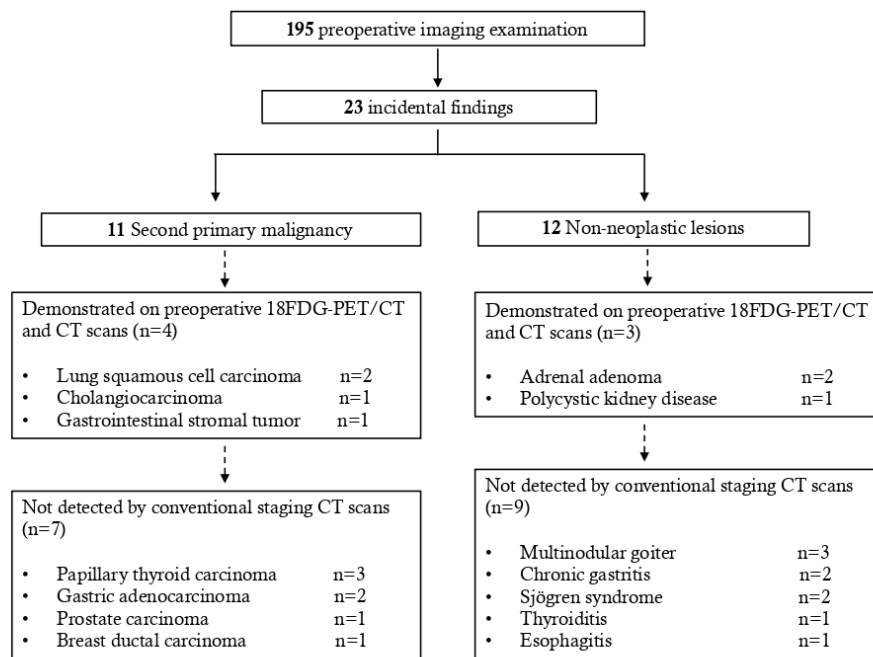 195 preoperative imaging examination
23 incidental findings
11 Second primary malignancy
Demonstrated on preoperative 18FDG-PET/CT
and CT scans (n=4)
• Lung squamous cell carcinoma n=2
• Cholangiocarcinoma n=1
• Gastrointestinal stromal tumor n=1
Not detected by conventional staging CT scans
(n=7)
• Papillary thyroid carcinoma n=3
• Gastric adenocarcinoma n=2
• Prostate carcinoma n=1
• Breast ductal carcinoma n=1
12 Non-neoplastic lesions
Demonstrated on preoperative 18FDG-PET/CT
and CT scans (n=3)
• Adrenal adenoma n=2
• Polycystic kidney disease n=1
Not detected by conventional staging CT scans
(n=9)
• Multinodular goiter n=3
• Chronic gastritis n=2
• Sjögren syndrome n=2
• Thyroiditis n=1
• Esophagitis n=1